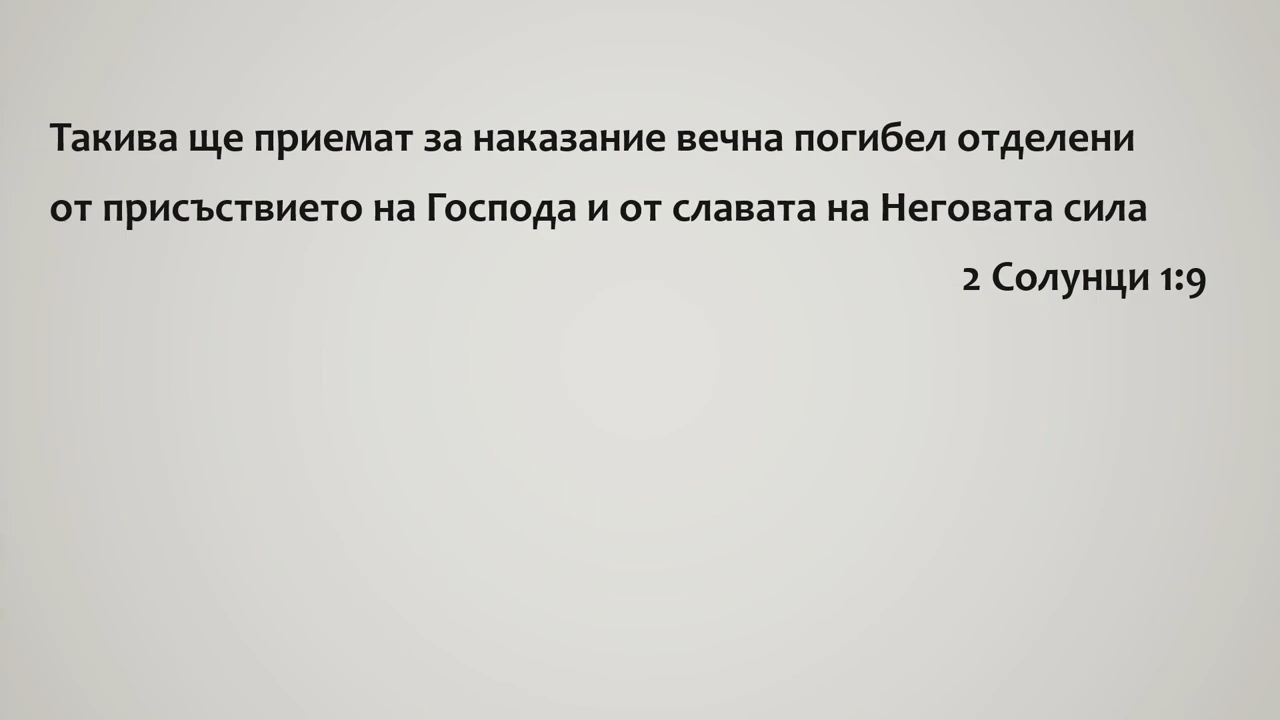 Такива ще приемат за наказание вечна погибел отделени
от присъствието на Господа и от славата на Неговата сила
2 Солунци 1:9